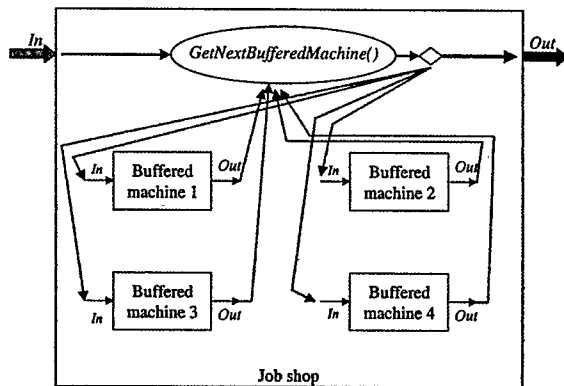 In
GetNextBufferedMachine()
Out
In
Buffered
machine 1
Out
In
Buffered
machine 2
Out
In
Buffered
machine 3
Out
In
Buffered
machine 4
Out
Job shop